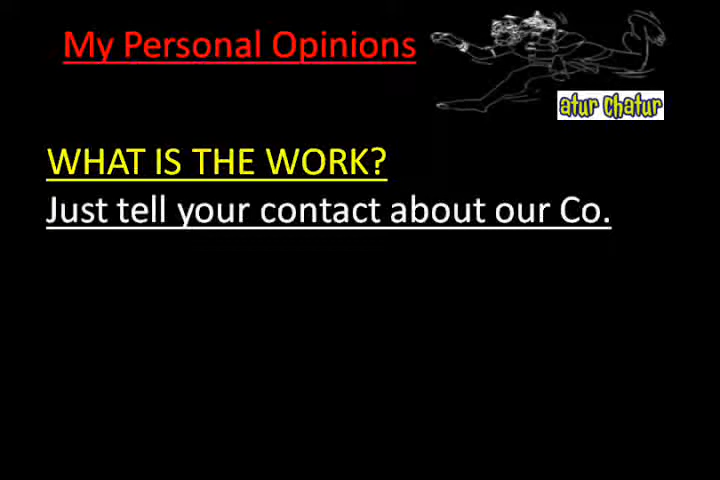 My Personal Opinions
atur chatur
WHAT IS THE WORK?
Just tell your contact about our Co.